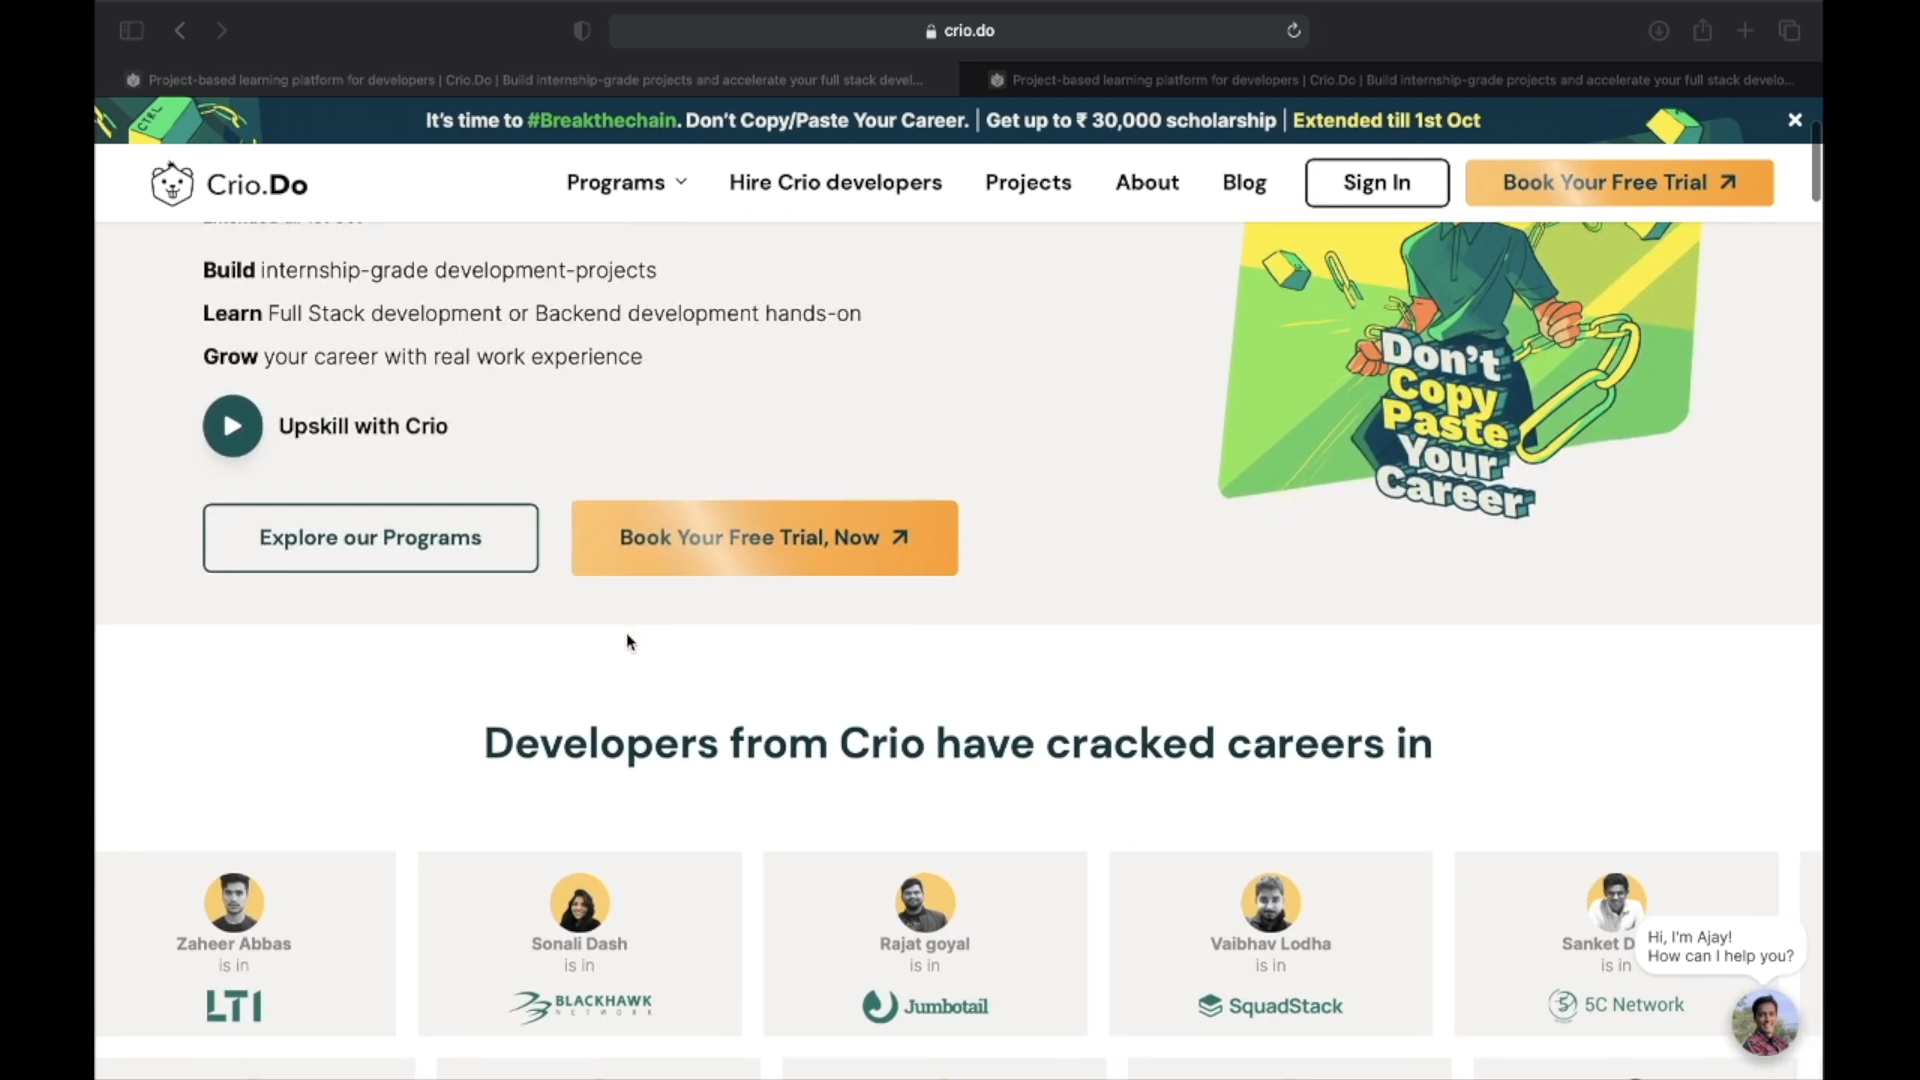 crio.do
Project-based learning platform for developers | Crio.Do | Build internship-grade projects and accelerate your full stack devel...
Project-based learning platform for developers | Crio.Do | Build internship-grade projects and accelerate your full stack develo...
CTRL
It's time to #Breakthechain. Don't Copy/Paste Your Career. | Get up to ₹ 30,000 scholarship | Extended till 1st Oct
Crio.Do
Programs
Hire Crio developers
Projects
About
Blog
Sign In
Book Your Free Trial
Build internship-grade development-projects
Learn Full Stack development or Backend development hands-on
Grow your career with real work experience
Upskill with Crio
Explore our Programs
Book Your Free Trial, Now
Don't
Copy
Paste
Your
Career
Developers from Crio have cracked careers in
Zaheer Abbas
is in
LTI
Sonali Dash
is in
BLACKHAWK
NETWORK
Rajat goyal
is in
Jumbotail
Vaibhav Lodha
is in
SquadStack
Sanket D
is in
5C Network
Hi, I'm Ajay!
How can I help you?